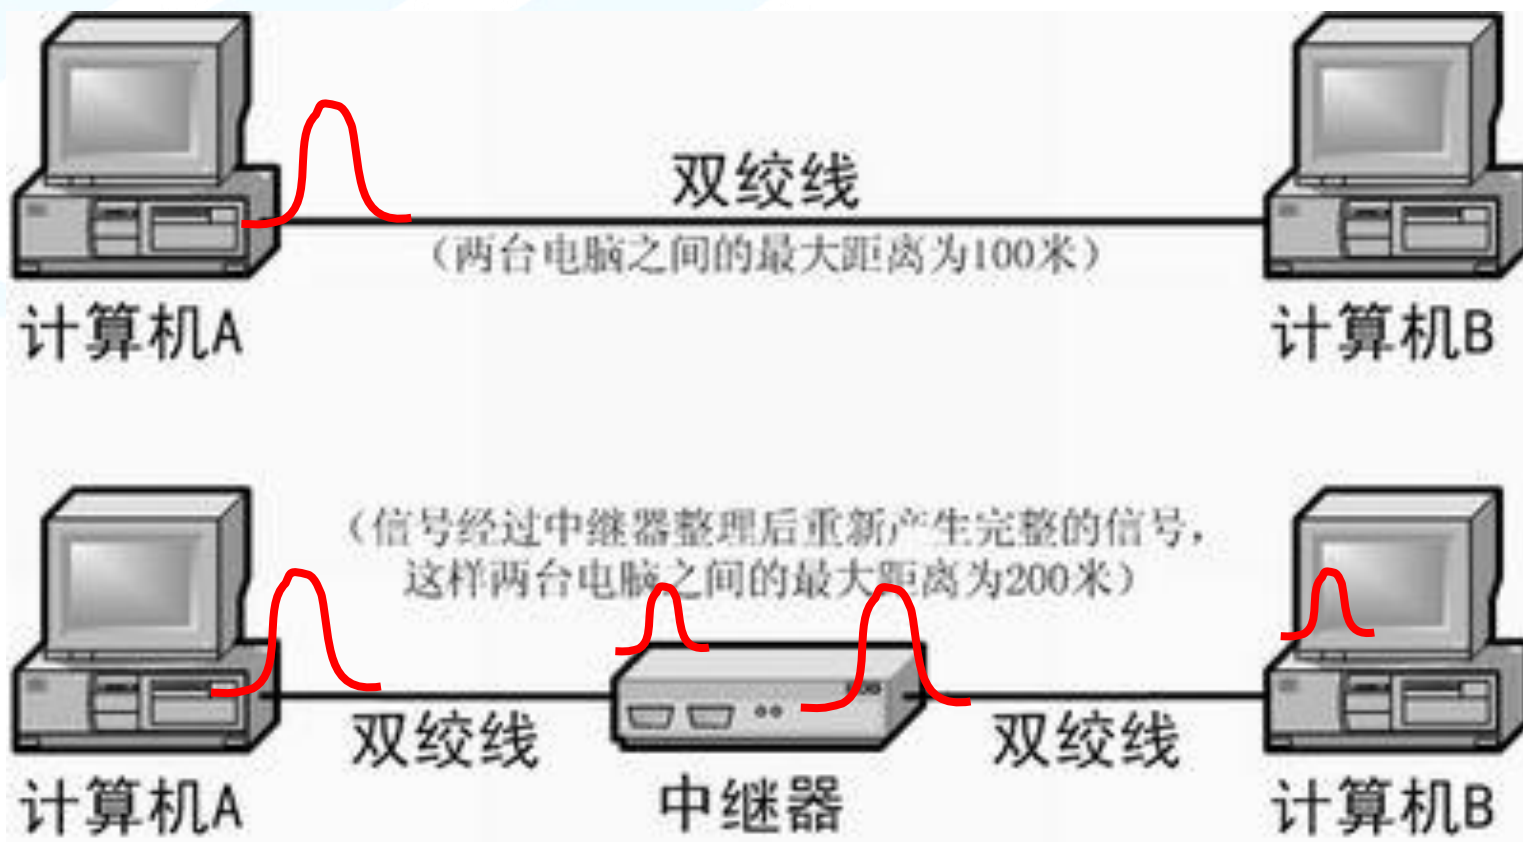 双绞线
（两台电脑之间的最大距离为100米）
计算机A
计算机B
（信号经过中继器整理后重新产生完整的信号，
这样两台电脑之间的最大距离为200米）
双绞线
双绞线
计算机A
中继器
计算机B